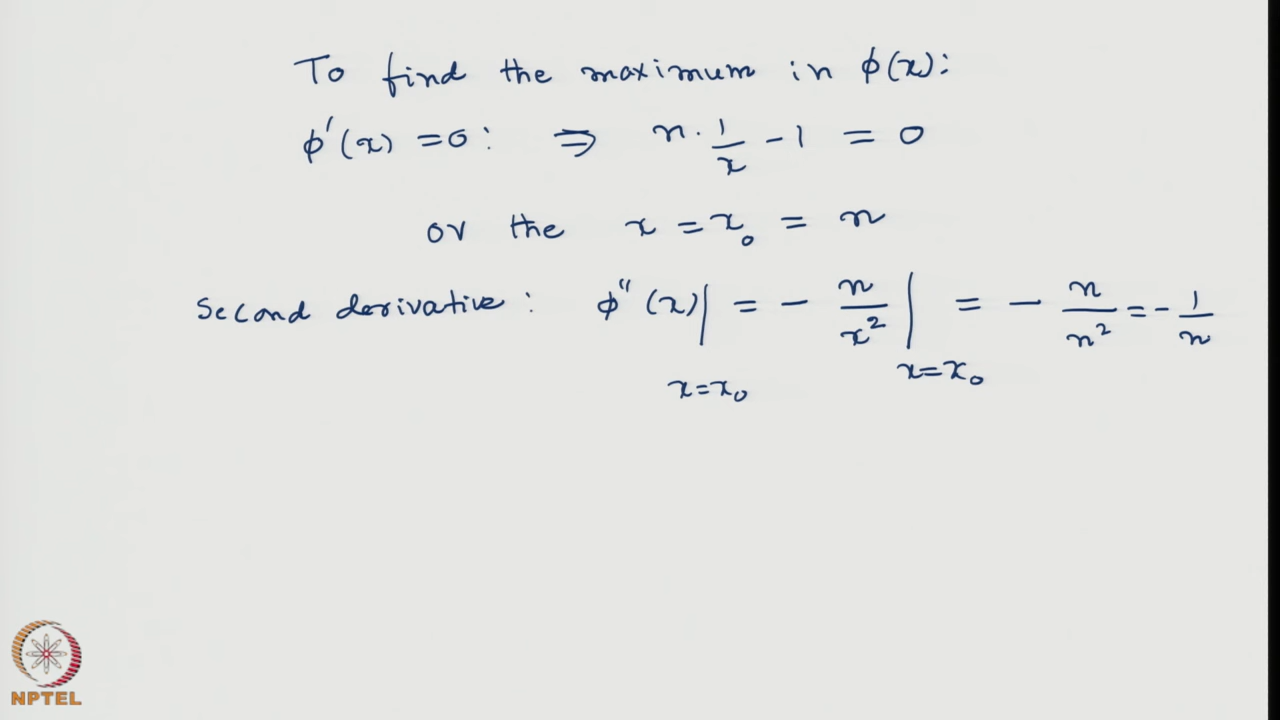 To find the maximum in ϕ(x):
ϕ'(x) = 0: ⇒ n · 1/x - 1 = 0
or the x = x₀ = n
Second derivative: ϕ''(x)|ₓ₌ₓ₀ = - n/x² |ₓ₌ₓ₀ = - n/n² = - 1/n
NPTEL